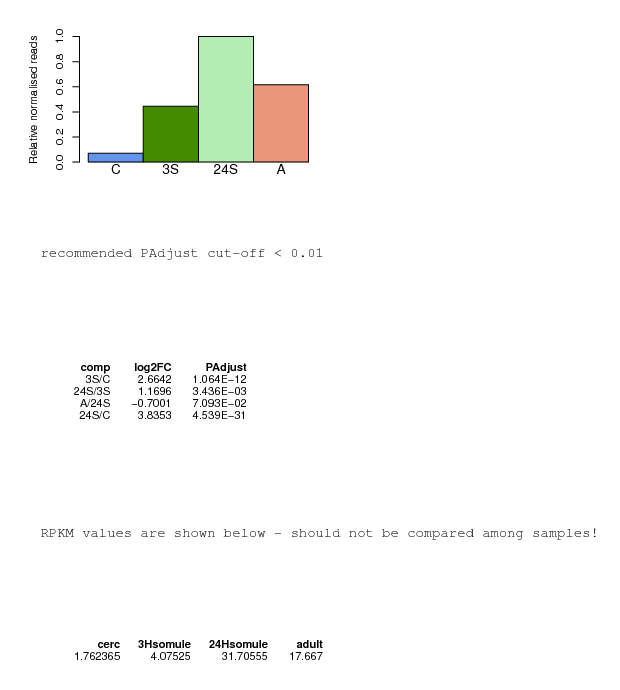 Relative normalised reads
1.0
0.8
0.6
0.4
0.2
0.0
C 3S 24S A
recommended PAdjust cut-off < 0.01
comp log2FC PAdjust
3S/C 2.6642 1.064E-12
24S/3S 1.1696 3.436E-03
A/24S -0.7001 7.093E-02
24S/C 3.8353 4.539E-31
RPKM values are shown below - should not be compared among samples!
cerc 3Hsomule 24Hsomule adult
1.762365 4.07525 31.70555 17.667